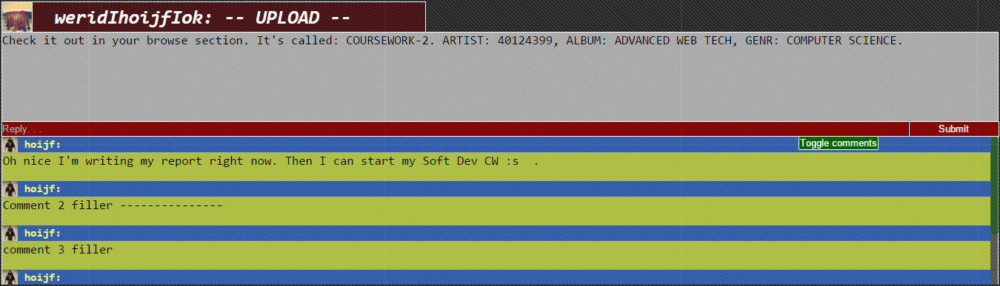 weridIhoijfIok: -- UPLOAD --
Check it out in your browse section. It's called: COURSEWORK-2. ARTIST: 40124399, ALBUM: ADVANCED WEB TECH, GENR: COMPUTER SCIENCE.
Reply. . .
Submit
hoijf:
Toggle comments
Oh nice I'm writing my report right now. Then I can start my Soft Dev CW :s  .
hoijf:
Comment 2 filler ---------------
hoijf:
comment 3 filler
hoijf: